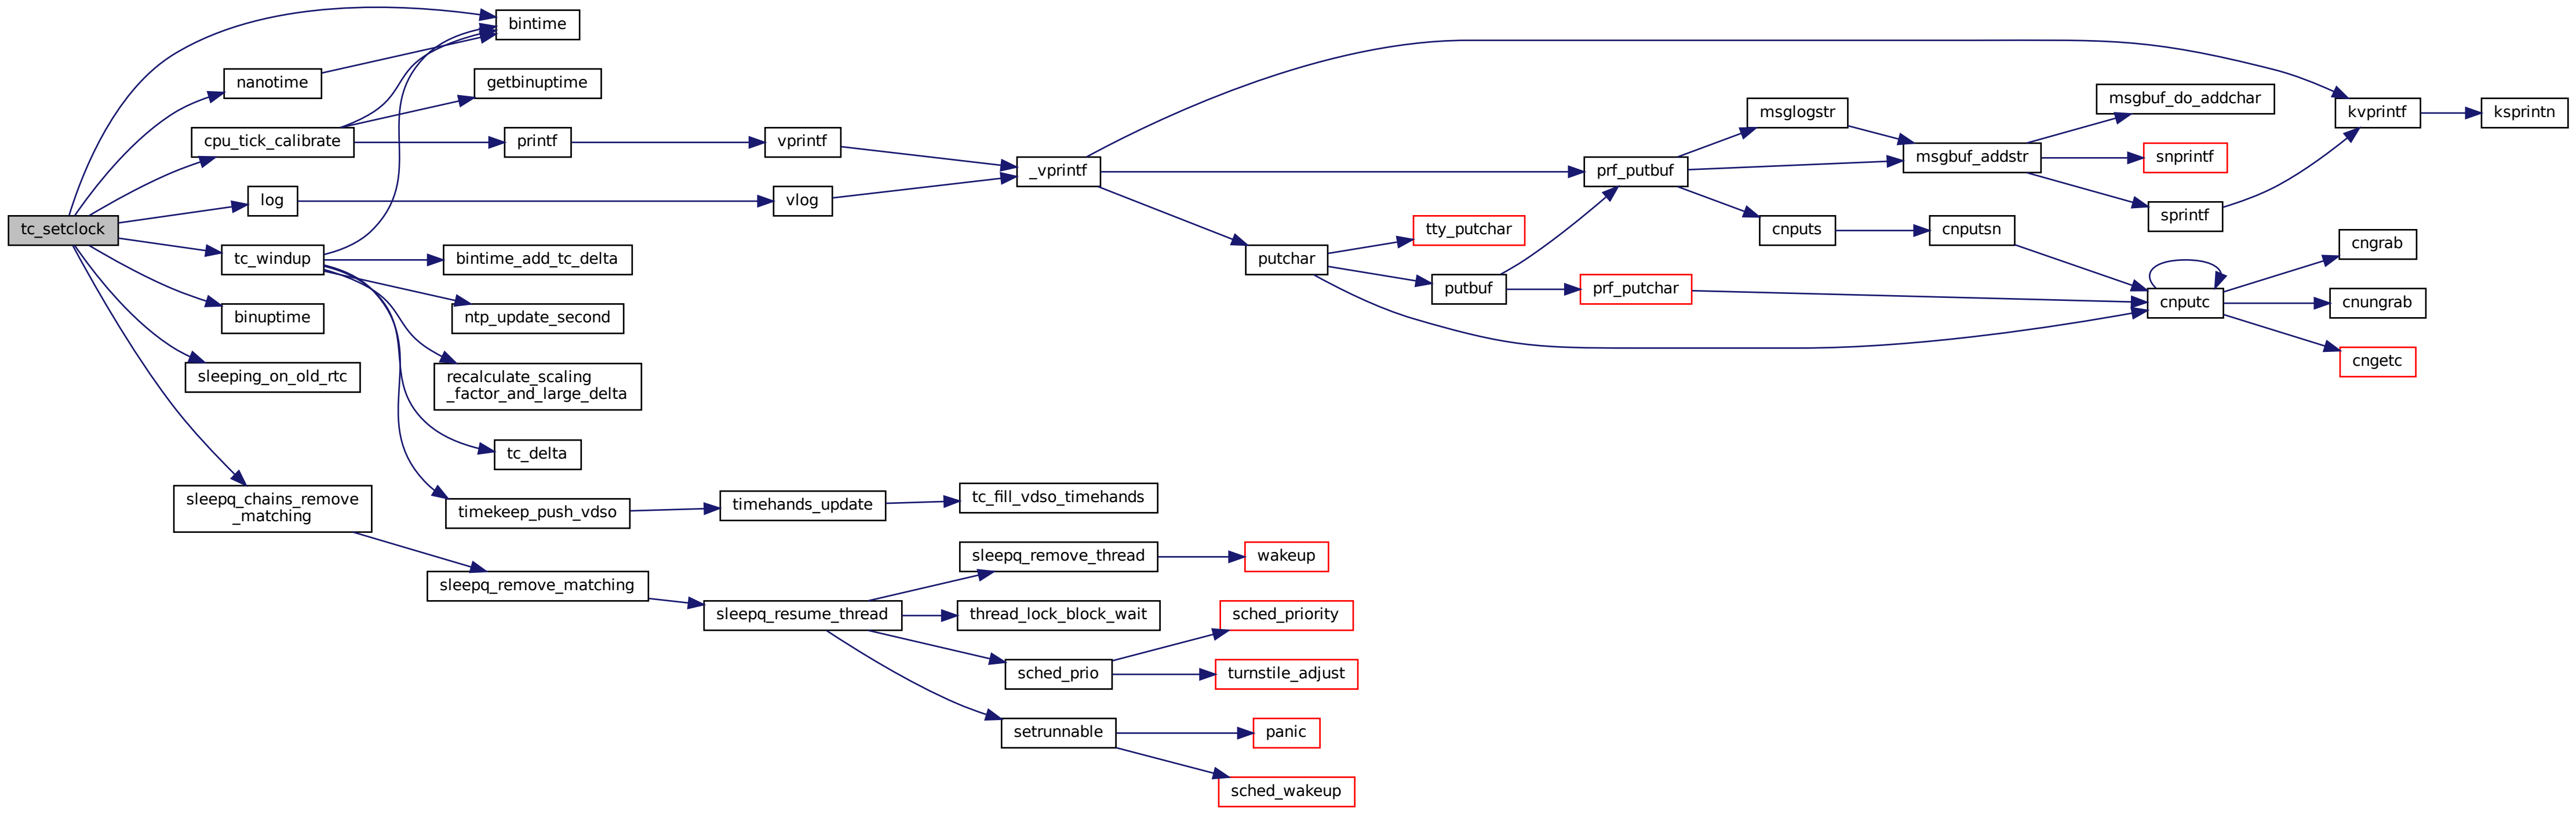 tc_setclock
bintime
nanotime
getbinuptime
cpu_tick_calibrate
printf
vprintf
log
vlog
_vprintf
tc_windup
bintime_add_tc_delta
binuptime
ntp_update_second
sleeping_on_old_rtc
recalculate_scaling
_factor_and_large_delta
tc_delta
sleepq_chains_remove
_matching
timekeep_push_vdso
timehands_update
tc_fill_vdso_timehands
sleepq_remove_matching
sleepq_resume_thread
sleepq_remove_thread
wakeup
thread_lock_block_wait
sched_prio
sched_priority
turnstile_adjust
setrunnable
panic
sched_wakeup
putchar
tty_putchar
putbuf
prf_putbuf
prf_putchar
msglogstr
cnputs
msgbuf_addstr
cnputsn
msgbuf_do_addchar
snprintf
sprintf
cnputc
kvprintf
ksprintn
cngrab
cnungrab
cngetc